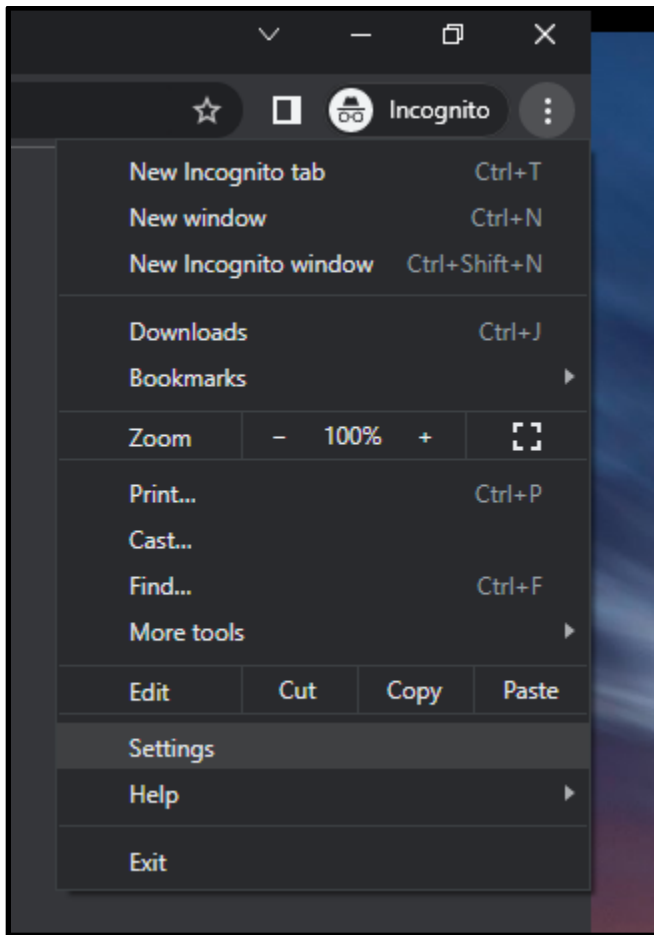 Incognito
New Incognito tab Ctrl+T
New window Ctrl+N
New Incognito window Ctrl+Shift+N
Downloads Ctrl+J
Bookmarks
Zoom - 100% +
Print... Ctrl+P
Cast...
Find... Ctrl+F
More tools
Edit Cut Copy Paste
Settings
Help
Exit